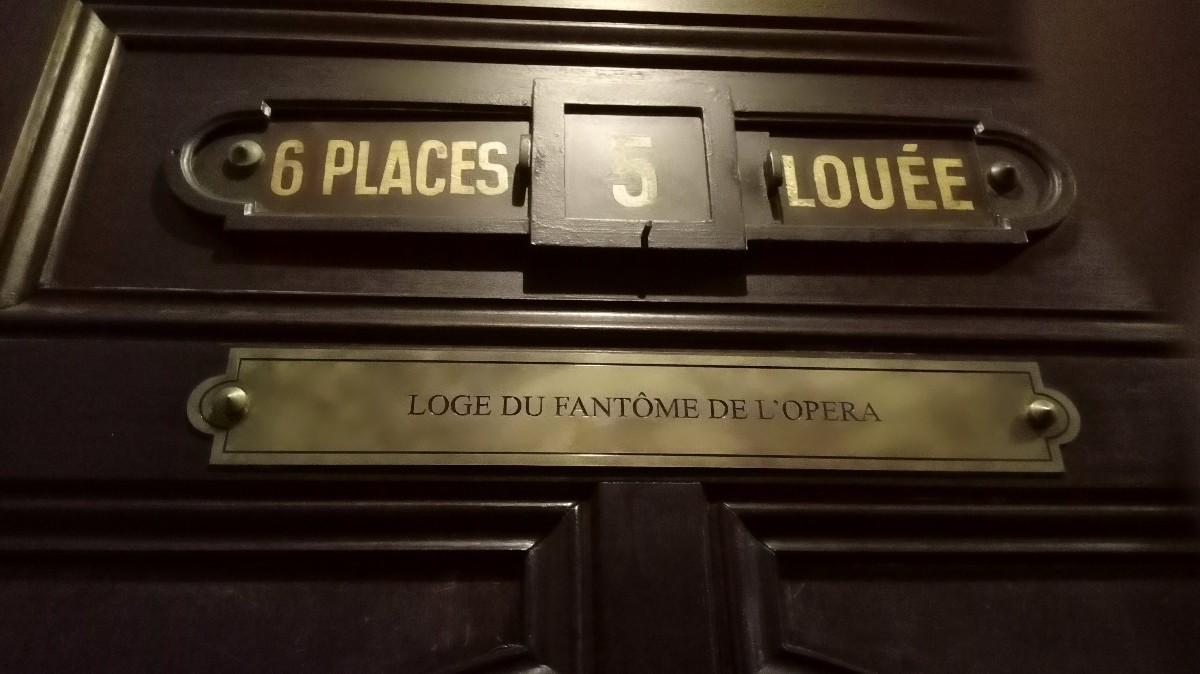 6 PLACES 5 LOUÉE
LOGE DU FANTÔME DE L'OPERA